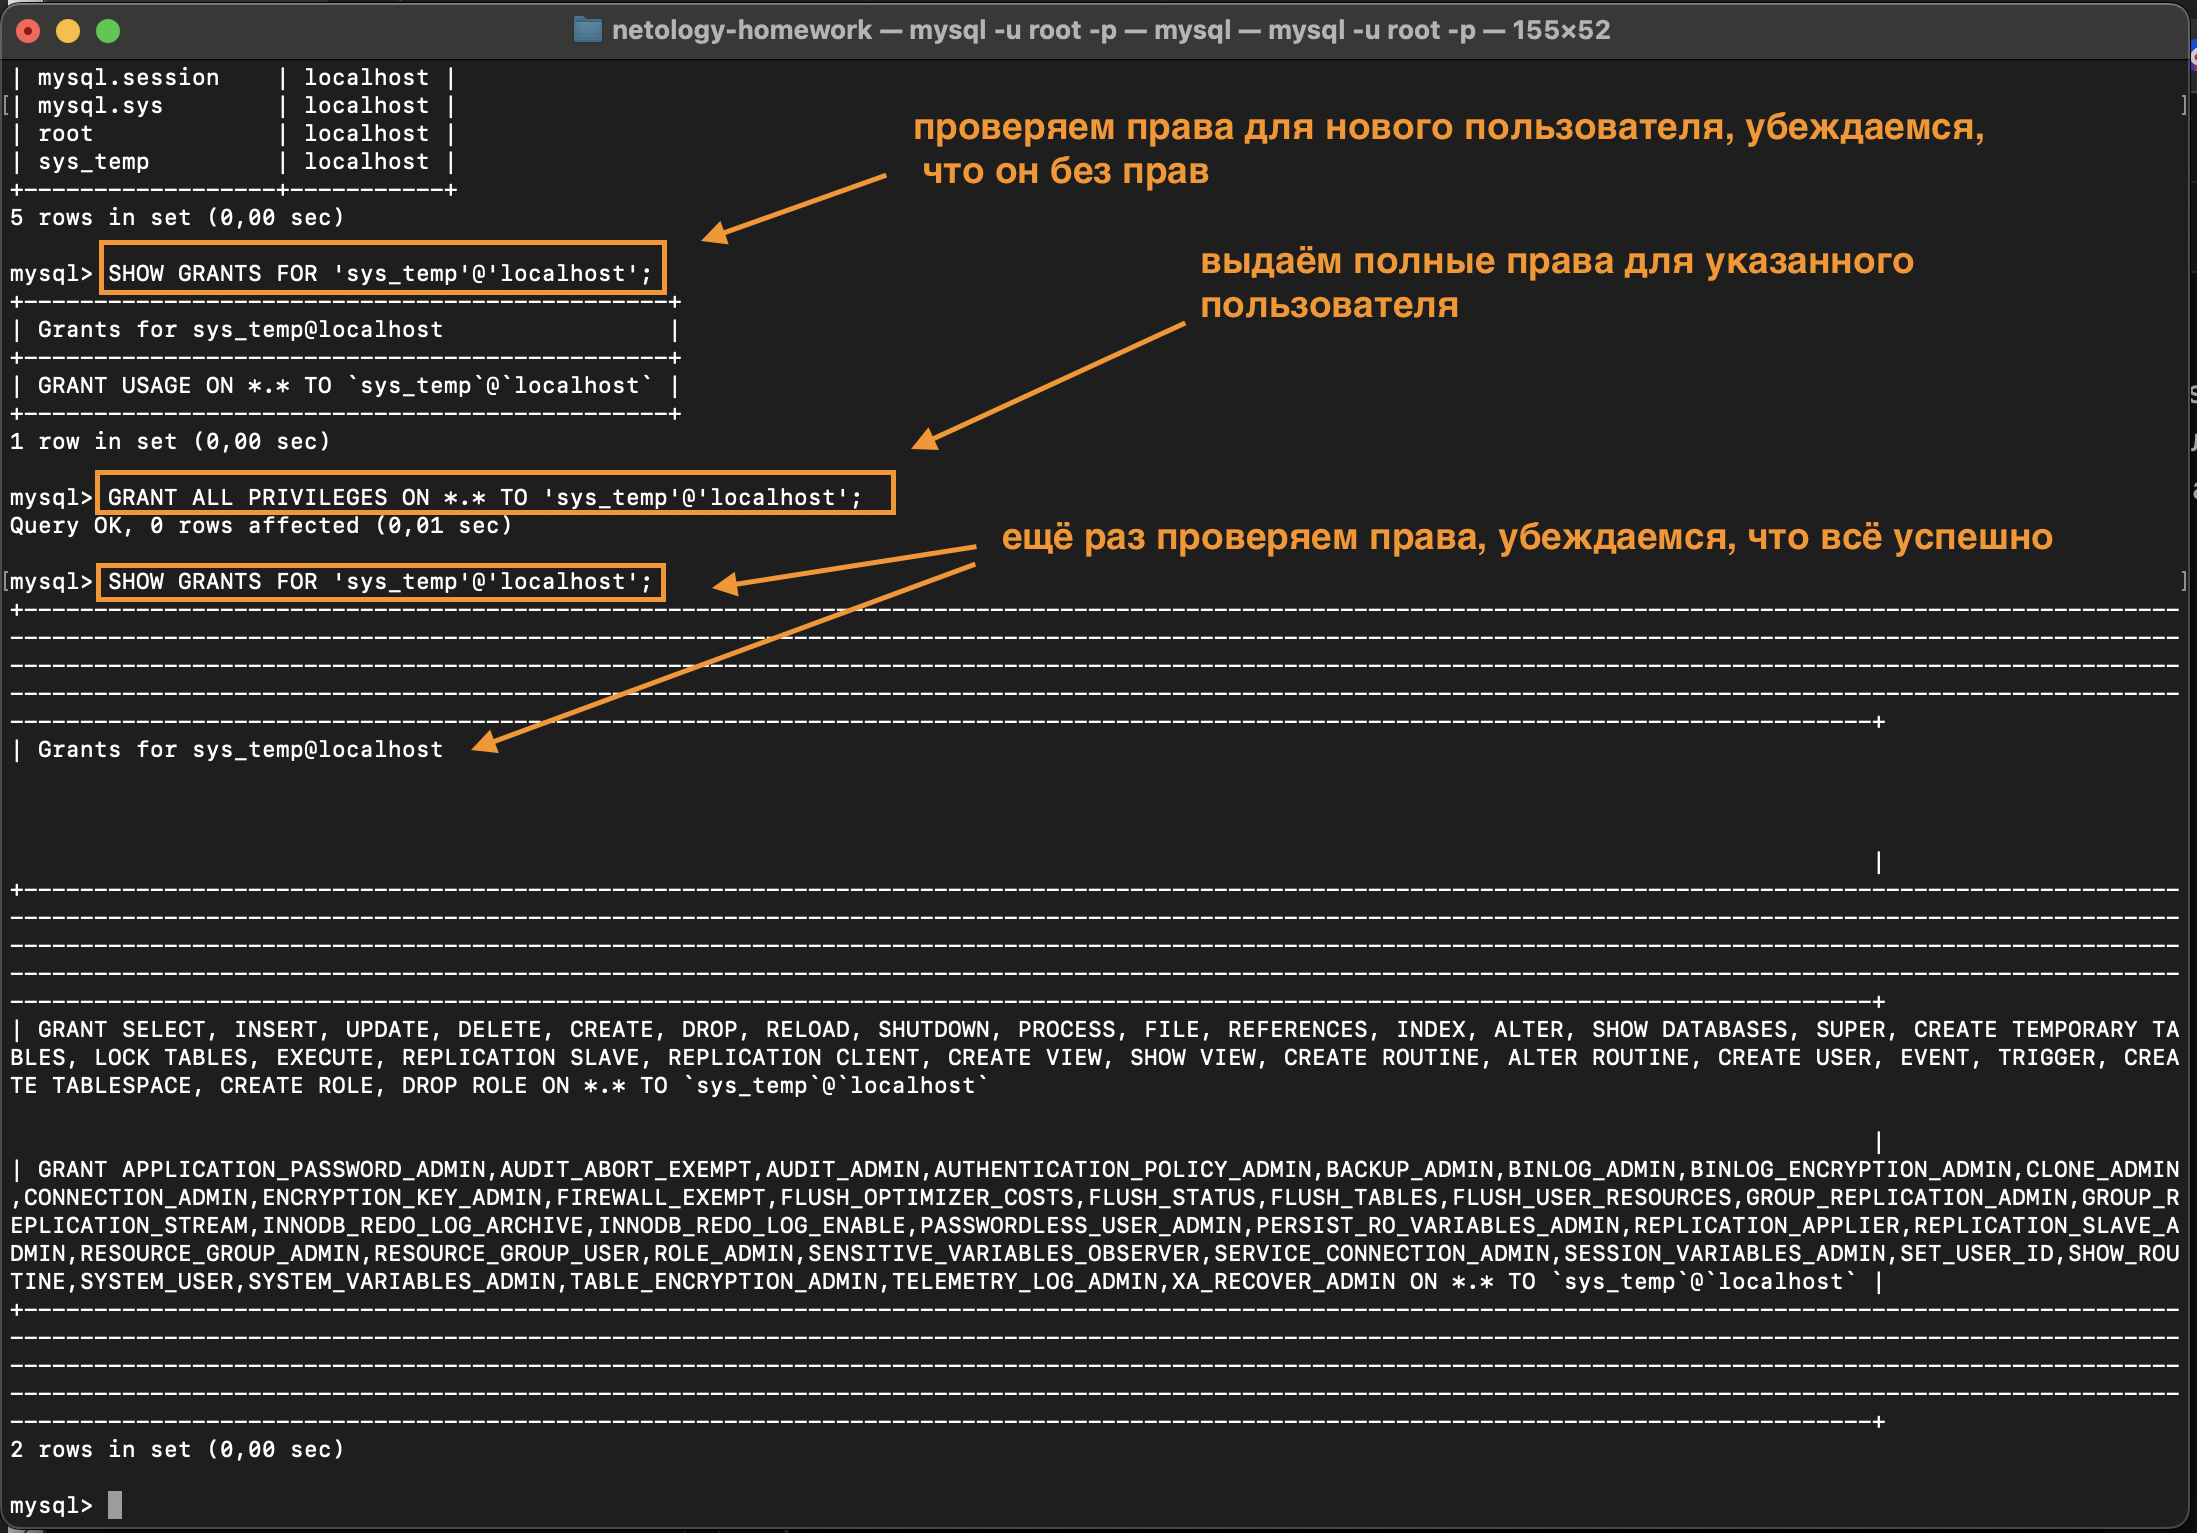 netology-homework — mysql -u root -p — mysql — mysql -u root -p — 155×52
| mysql.session    | localhost |
| mysql.sys        | localhost |
| root             | localhost |
| sys_temp         | localhost |
+------------------+-----------+
5 rows in set (0,00 sec)
проверяем права для нового пользователя, убеждаемся,
что он без прав
mysql> SHOW GRANTS FOR 'sys_temp'@'localhost';
+----------------------------------------------+
| Grants for sys_temp@localhost                |
+----------------------------------------------+
| GRANT USAGE ON *.* TO `sys_temp`@`localhost` |
+----------------------------------------------+
1 row in set (0,00 sec)
выдаём полные права для указанного
пользователя
mysql> GRANT ALL PRIVILEGES ON *.* TO 'sys_temp'@'localhost';
Query OK, 0 rows affected (0,01 sec)
ещё раз проверяем права, убеждаемся, что всё успешно
mysql> SHOW GRANTS FOR 'sys_temp'@'localhost';
| Grants for sys_temp@localhost
|
| GRANT SELECT, INSERT, UPDATE, DELETE, CREATE, DROP, RELOAD, SHUTDOWN, PROCESS, FILE, REFERENCES, INDEX, ALTER, SHOW DATABASES, SUPER, CREATE TEMPORARY TA
BLES, LOCK TABLES, EXECUTE, REPLICATION SLAVE, REPLICATION CLIENT, CREATE VIEW, SHOW VIEW, CREATE ROUTINE, ALTER ROUTINE, CREATE USER, EVENT, TRIGGER, CREA
TE TABLESPACE, CREATE ROLE, DROP ROLE ON *.* TO `sys_temp`@`localhost`
|
| GRANT APPLICATION_PASSWORD_ADMIN,AUDIT_ABORT_EXEMPT,AUDIT_ADMIN,AUTHENTICATION_POLICY_ADMIN,BACKUP_ADMIN,BINLOG_ADMIN,BINLOG_ENCRYPTION_ADMIN,CLONE_ADMIN
,CONNECTION_ADMIN,ENCRYPTION_KEY_ADMIN,FIREWALL_EXEMPT,FLUSH_OPTIMIZER_COSTS,FLUSH_STATUS,FLUSH_TABLES,FLUSH_USER_RESOURCES,GROUP_REPLICATION_ADMIN,GROUP_R
EPLICATION_STREAM,INNODB_REDO_LOG_ARCHIVE,INNODB_REDO_LOG_ENABLE,PASSWORDLESS_USER_ADMIN,PERSIST_RO_VARIABLES_ADMIN,REPLICATION_APPLIER,REPLICATION_SLAVE_A
DMIN,RESOURCE_GROUP_ADMIN,RESOURCE_GROUP_USER,ROLE_ADMIN,SENSITIVE_VARIABLES_OBSERVER,SERVICE_CONNECTION_ADMIN,SESSION_VARIABLES_ADMIN,SET_USER_ID,SHOW_ROU
TINE,SYSTEM_USER,SYSTEM_VARIABLES_ADMIN,TABLE_ENCRYPTION_ADMIN,TELEMETRY_LOG_ADMIN,XA_RECOVER_ADMIN ON *.* TO `sys_temp`@`localhost` |
2 rows in set (0,00 sec)
mysql>